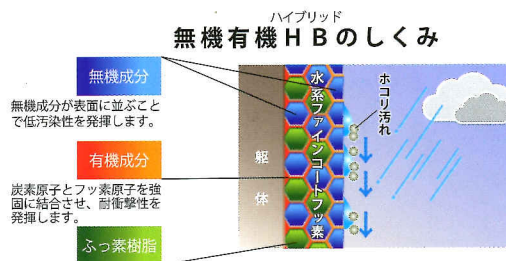 ハイブリッド
無機有機HBのしくみ
無機成分
無機成分が表面に並ぶこと
で低汚染性を発揮します。
有機成分
炭素原子とフッ素原子を強
固に結合させ、耐衝撃性を
発揮します。
ふっ素樹脂
躯体
水系ファインコートフッ素
ホコリ汚れ